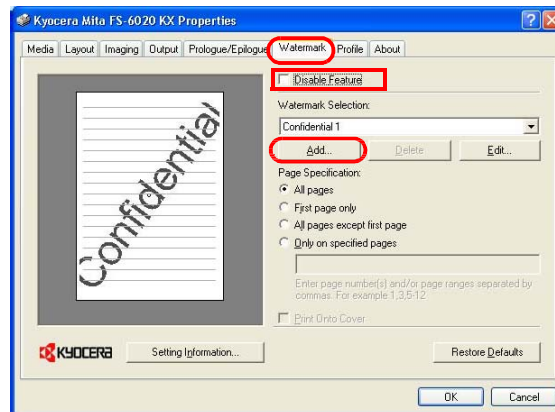 Kyocera Mita FS-6020 KX Properties
Media Layout Imaging Output Prologue/Epilogue Watermark Profile About
Confidential
Disable Feature
Watermark Selection:
Confidential 1
Add... Delete Edit...
Page Specification:
All pages
First page only
All pages except first page
Only on specified pages
Enter page number(s) and/or page ranges separated by
commas. For example 1,3,5-12
Print Onto Cover
KYOCERA
Setting Information...
Restore Defaults
OK Cancel